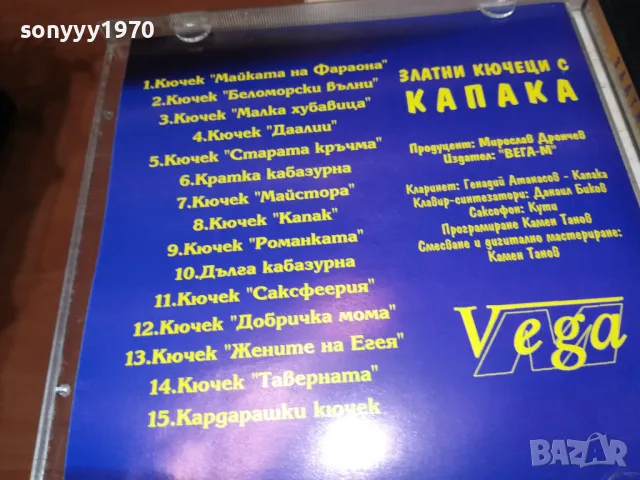 sonyyy1970
1.Кючек "Майката на Фараона"
2.Кючек "Беломорски вълни"
3.Кючек "Малка хубавица"
4.Кючек "Даалии"
5.Кючек "Старата кръчма"
6.Кратка кабазурна
7.Кючек "Майстора"
8.Кючек "Капак"
9.Кючек "Романката"
10.Дълга кабазурна
11.Кючек "Саксфеерия"
12.Кючек "Добричка мома"
13.Кючек "Жените на Егея"
14.Кючек "Таверната"
15.Кардарашки кючек
ЗЛАТНИ КЮЧЕЦИ С
КАПАКА
Продуцент: Мирослав Дрончев
Издател: "ВЕГА-М"
Кларинет: Генадий Атанасов - Капака
Клавир-синтезатори: Данаил Биков
Саксофон: Кути
Програмиране Камен Танов
Смесване и дигитално мастериране:
Камен Танов
Vega
М
BAZAR